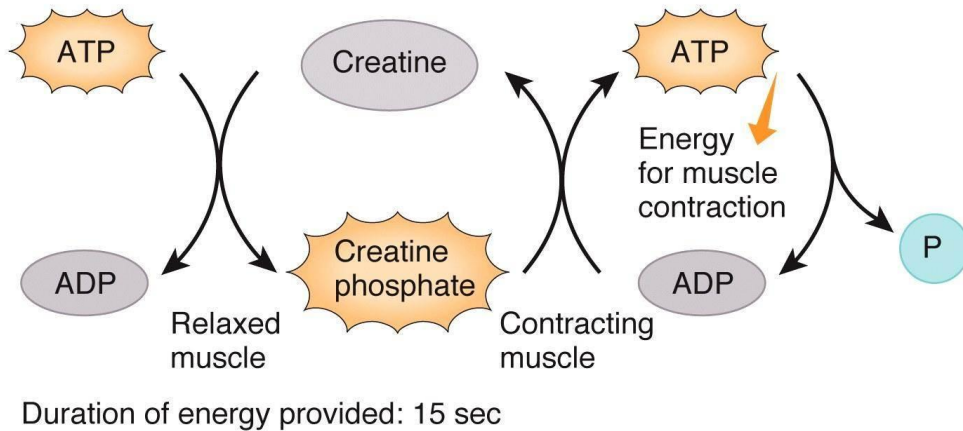 ATP
Creatine
ATP
Energy
for muscle
contraction
ADP
Creatine
phosphate
ADP
P
Relaxed
muscle
Contracting
muscle
Duration of energy provided: 15 sec